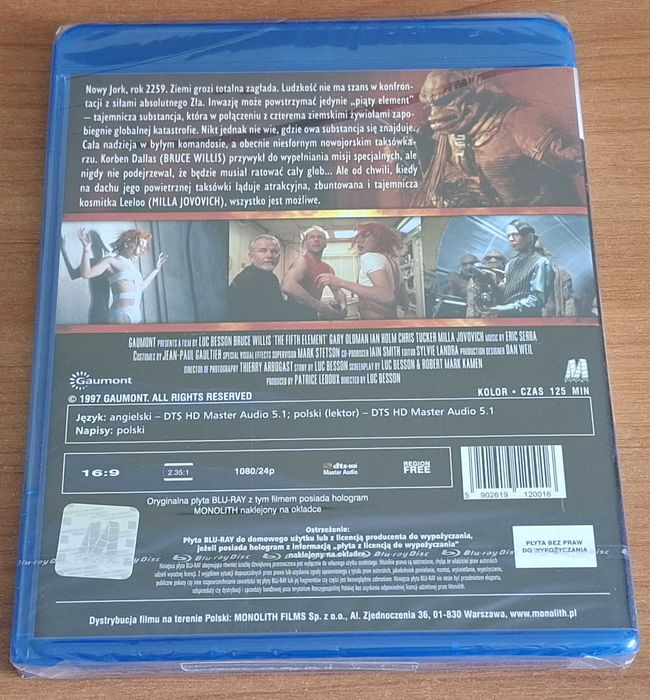 Nowy Jork, rok 2259. Ziemi grozi totalna zagłada. Ludzkość nie ma szans w konfron-
tacji z siłami absolutnego Zła. Inwazję może powstrzymać jedynie „piąty element”
– tajemnicza substancja, która w połączeniu z czterema ziemskimi żywiołami zapo-
biegnie globalnej katastrofie. Nikt jednak nie wie, gdzie owa substancja się znajduje.
Cała nadzieja w byłym komandosie, a obecnie niesfornym nowojorskim taksówka-
rzu. Korben Dallas (BRUCE WILLIS) przywykł do wypełniania misji specjalnych, ale
nigdy nie podejrzewał, że będzie musiał ratować cały glob... Ale od chwili, kiedy
na dachu jego powietrznej taksówki ląduje atrakcyjna, zbuntowana i tajemnicza
kosmitka Leeloo (MILLA JOVOVICH), wszystko jest możliwe.
GAUMONT PRESENTS A FILM BY LUC BESSON BRUCE WILLIS "THE FIFTH ELEMENT" GARY OLDMAN IAN HOLM CHRIS TUCKER MILLA JOVOVICH MUSIC BY ERIC SERRA
COSTUMES BY JEAN-PAUL GAULTIER SPECIAL VISUAL EFFECTS SUPERVISOR MARK STETSON CO-PRODUCER IAIN SMITH EDITOR SYLVIE LANDRA PRODUCTION DESIGNER DAN WEIL
DIRECTOR OF PHOTOGRAPHY THIERRY ARBOGAST STORY BY LUC BESSON SCREENPLAY BY LUC BESSON & ROBERT MARK KAMEN
PRODUCED BY PATRICE LEDOUX DIRECTED BY LUC BESSON
Gaumont
M
© 1997 GAUMONT. ALL RIGHTS RESERVED
KOLOR • CZAS 125 MIN
Język: angielski – DTS HD Master Audio 5.1; polski (lektor) – DTS HD Master Audio 5.1
Napisy: polski
16:9
2.35:1
1080/24p
dts-HD
Master Audio
REGION
FREE
5 902619 120016
Oryginalna płyta BLU-RAY z tym filmem posiada hologram
MONOLITH naklejony na okładce
Ostrzeżenie:
Płyta BLU-RAY do domowego użytku lub z licencją producenta do wypożyczania,
jeżeli posiada hologram z informacją „płyta z licencją do wypożyczania”
naklejony na okładce
PŁYTA BEZ PRAW
DO WYPOŻYCZANIA
Blu-ray Disc
Dystrybucja filmu na terenie Polski: MONOLITH FILMS Sp. z o.o., Al. Zjednoczenia 36, 01-830 Warszawa, www.monolith.pl